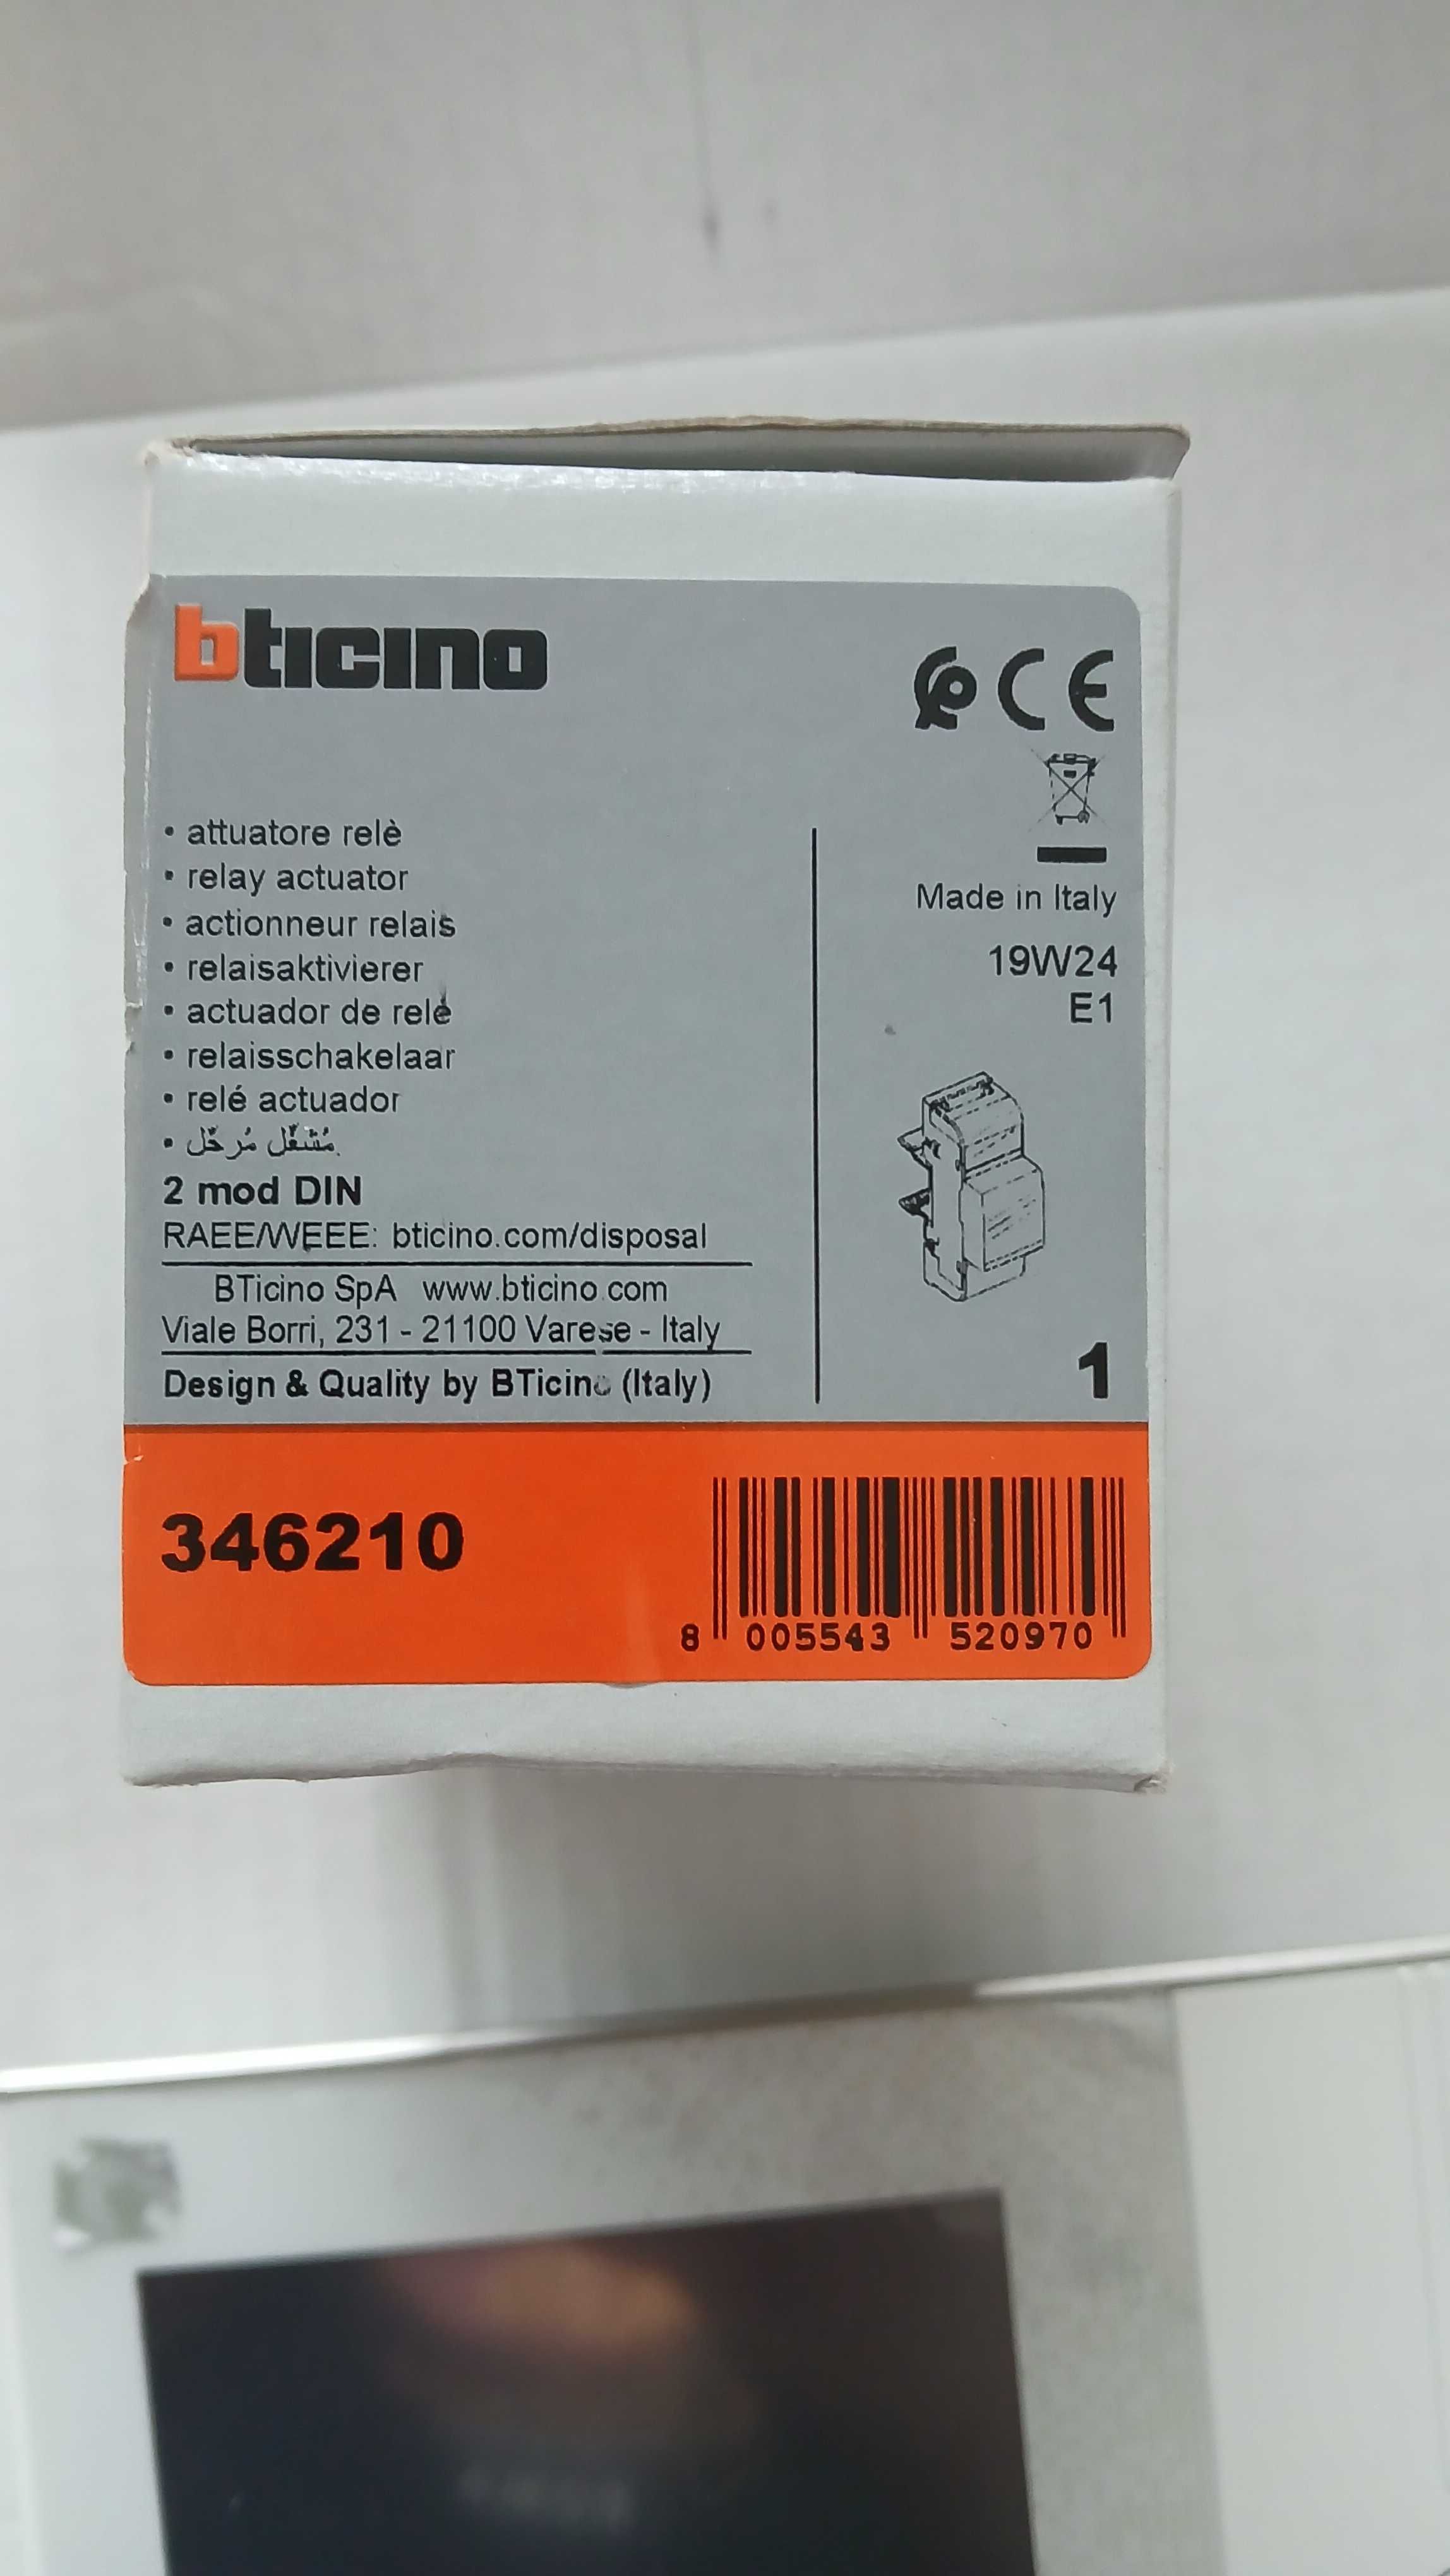 bticino
CE
• attuatore relè
• relay actuator
• actionneur relais
• relaisaktivierer
• actuador de relé
• relaisschakelaar
• relé actuador
• مُشغّل مُرحّل
2 mod DIN
RAEE/WEEE: bticino.com/disposal
BTicino SpA www.bticino.com
Viale Borri, 231 - 21100 Varese - Italy
Design & Quality by BTicino (Italy)
Made in Italy
19W24
E1
1
346210
8 005543 520970